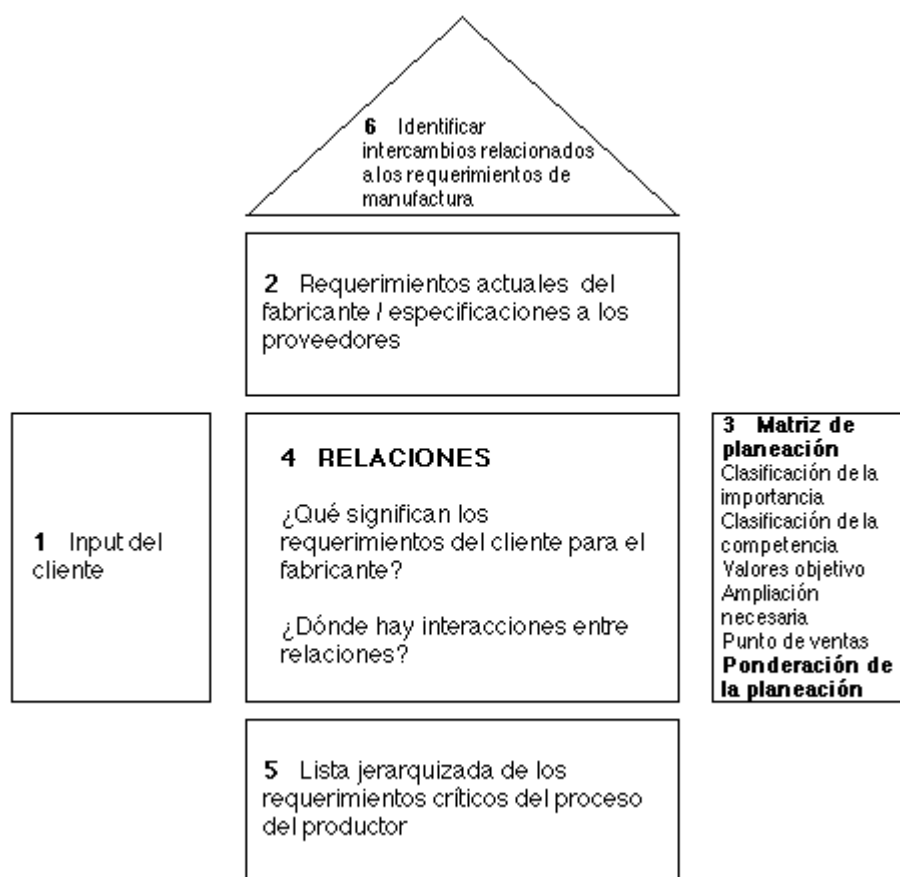 6 Identificar
intercambios relacionados
a los requerimientos de
manufactura
2 Requerimientos actuales del
fabricante / especificaciones a los
proveedores
1 Input del
cliente
4 RELACIONES
¿Qué significan los
requerimientos del cliente para el
fabricante?
¿Dónde hay interacciones entre
relaciones?
3 Matriz de
planeación
Clasificación de la
importancia
Clasificación de la
competencia
Valores objetivo
Ampliación
necesaria
Punto de ventas
Ponderación de
la planeación
5 Lista jerarquizada de los
requerimientos críticos del proceso
del productor